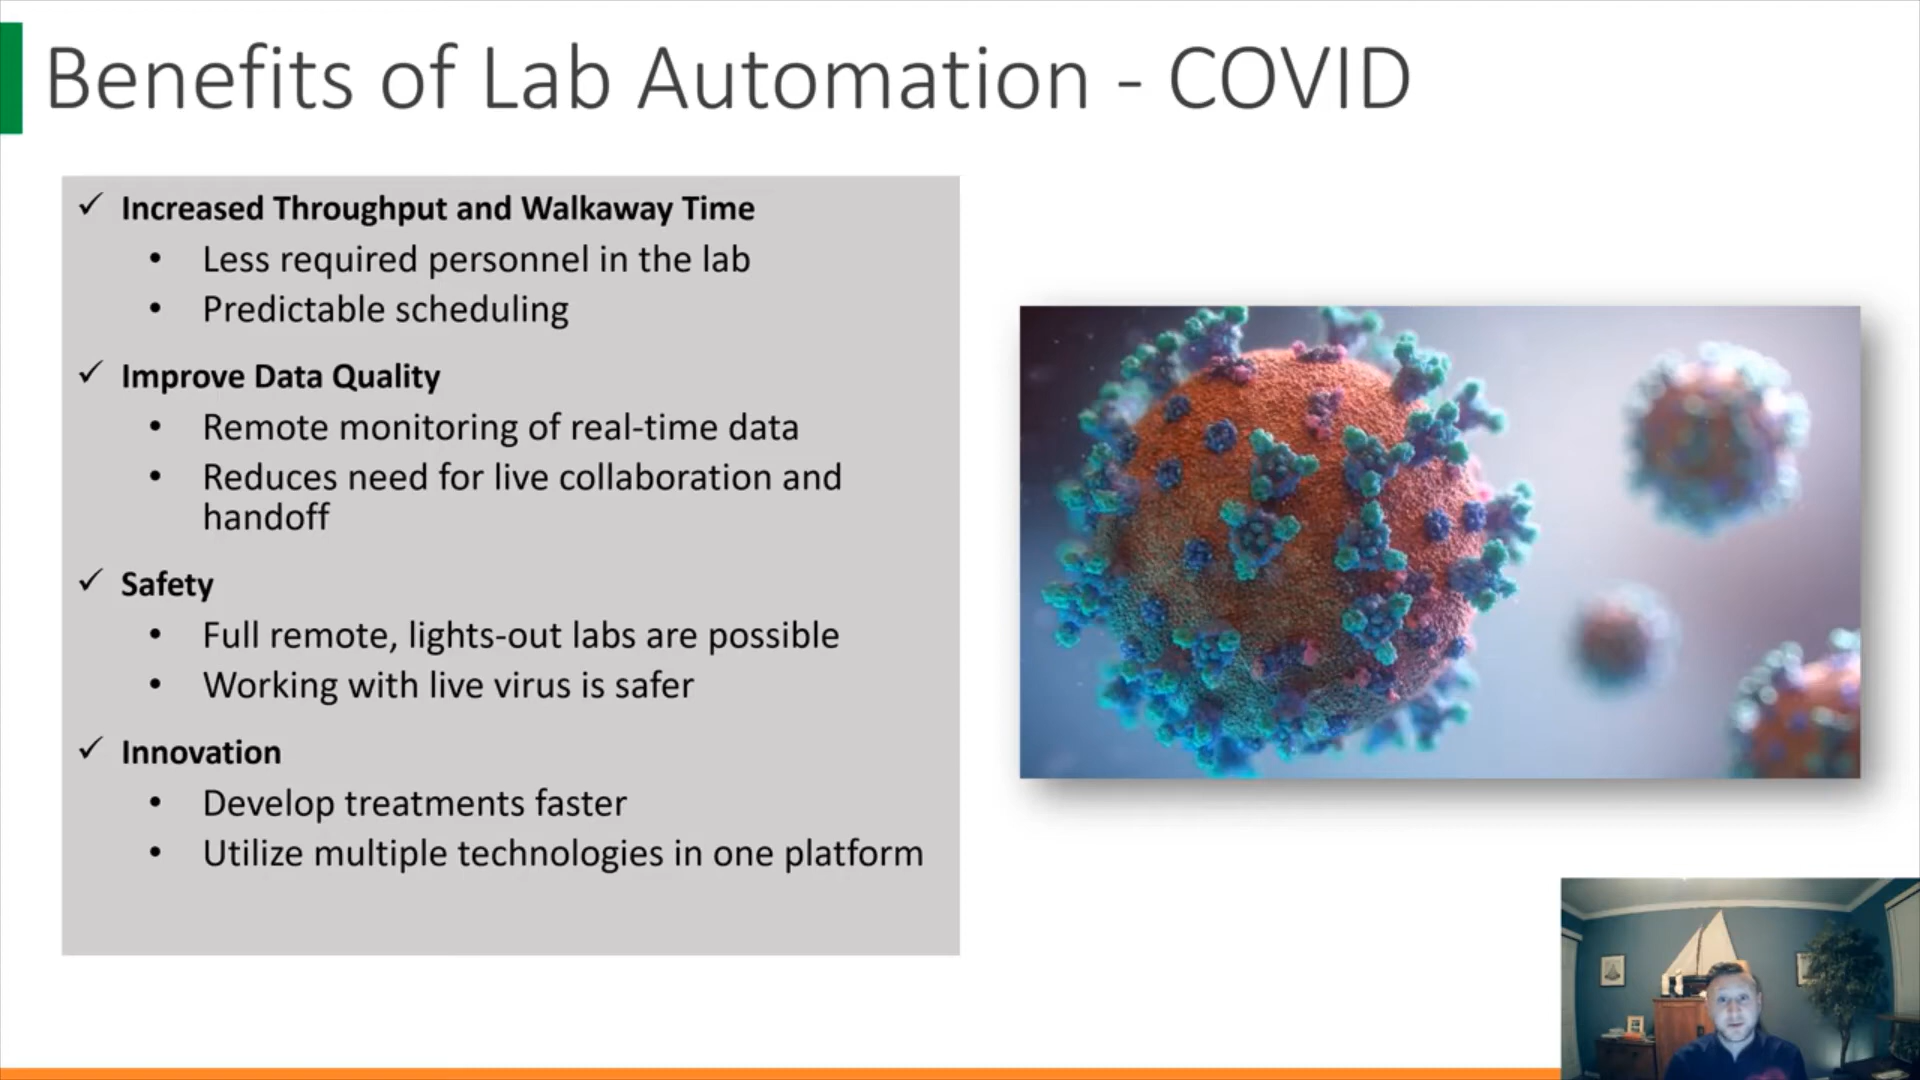 Benefits of Lab Automation - COVID
✓ Increased Throughput and Walkaway Time
• Less required personnel in the lab
• Predictable scheduling
✓ Improve Data Quality
• Remote monitoring of real-time data
• Reduces need for live collaboration and
handoff
✓ Safety
• Full remote, lights-out labs are possible
• Working with live virus is safer
✓ Innovation
• Develop treatments faster
• Utilize multiple technologies in one platform